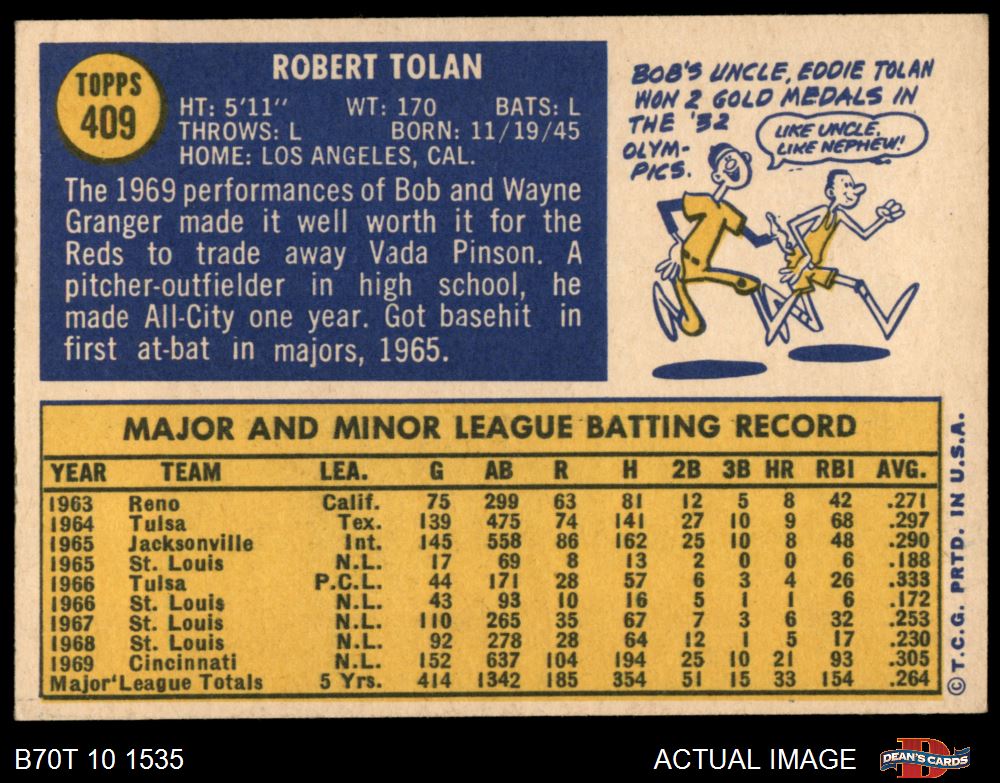 TOPPS
409
ROBERT TOLAN
HT: 5'11" WT: 170 BATS: L
THROWS: L BORN: 11/19/45
HOME: LOS ANGELES, CAL.
The 1969 performances of Bob and Wayne
Granger made it well worth it for the
Reds to trade away Vada Pinson. A
pitcher-outfielder in high school, he
made All-City one year. Got basehit in
first at-bat in majors, 1965.
BOB'S UNCLE, EDDIE TOLAN
WON 2 GOLD MEDALS IN
THE '32
OLYM-
PICS.
LIKE UNCLE,
LIKE NEPHEW!
MAJOR AND MINOR LEAGUE BATTING RECORD
YEAR TEAM LEA. G AB R H 2B 3B HR RBI AVG.
1963 Reno Calif. 75 299 63 81 12 5 8 42 .271
1964 Tulsa Tex. 139 475 74 141 27 10 9 68 .297
1965 Jacksonville Int. 145 558 86 162 25 10 8 48 .290
1965 St. Louis N.L. 17 69 8 13 2 0 0 6 .188
1966 Tulsa P.C.L. 44 171 28 57 6 3 4 26 .333
1966 St. Louis N.L. 43 93 10 16 5 1 1 6 .172
1967 St. Louis N.L. 110 265 35 67 7 3 6 32 .253
1968 St. Louis N.L. 92 278 28 64 12 1 5 17 .230
1969 Cincinnati N.L. 152 637 104 194 25 10 21 93 .305
Major League Totals 5 Yrs. 414 1342 185 354 51 15 33 154 .264
© T.C.G. PRTD. IN U.S.A.
B70T 10 1535
ACTUAL IMAGE
DEAN'S CARDS